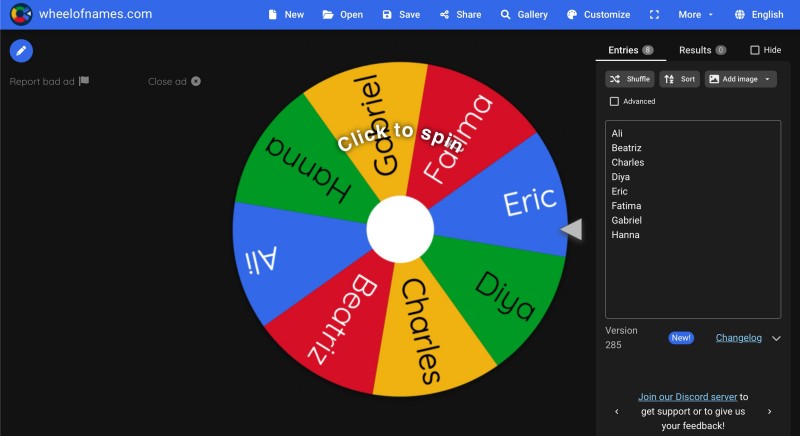 wheelofnames.com
New
Open
Save
Share
Gallery
Customize
More
English
Report bad ad
Close ad
Gabriel
Fatima
Eric
Diya
Charles
Beatriz
Ali
Hanna
Click to spin
Entries 8
Results 0
Hide
Shuffle
Sort
Add image
Advanced
Ali
Beatriz
Charles
Diya
Eric
Fatima
Gabriel
Hanna
Version
285
New!
Changelog
Join our Discord server to
get support or to give us
your feedback!